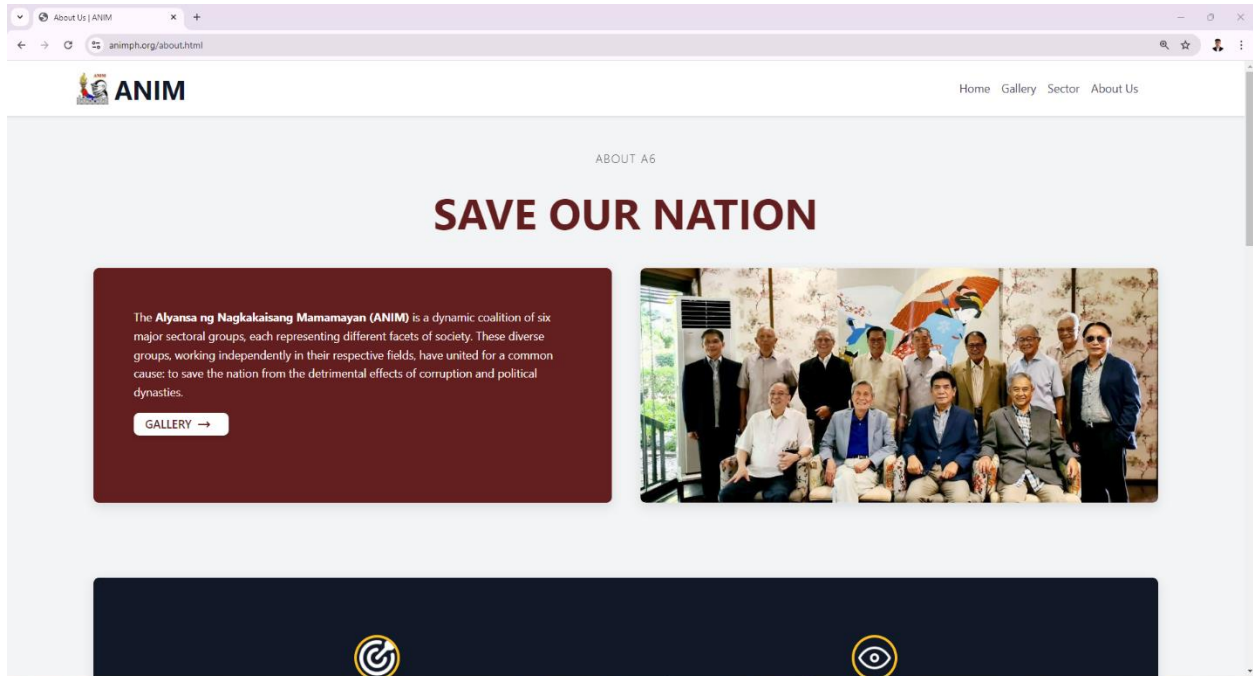 About Us | ANIM
animph.org/about.html
ANIM
Home Gallery Sector About Us
ABOUT A6
SAVE OUR NATION
The Alyansa ng Nagkakaisang Mamamayan (ANIM) is a dynamic coalition of six
major sectoral groups, each representing different facets of society. These diverse
groups, working independently in their respective fields, have united for a common
cause: to save the nation from the detrimental effects of corruption and political
dynasties.
GALLERY →